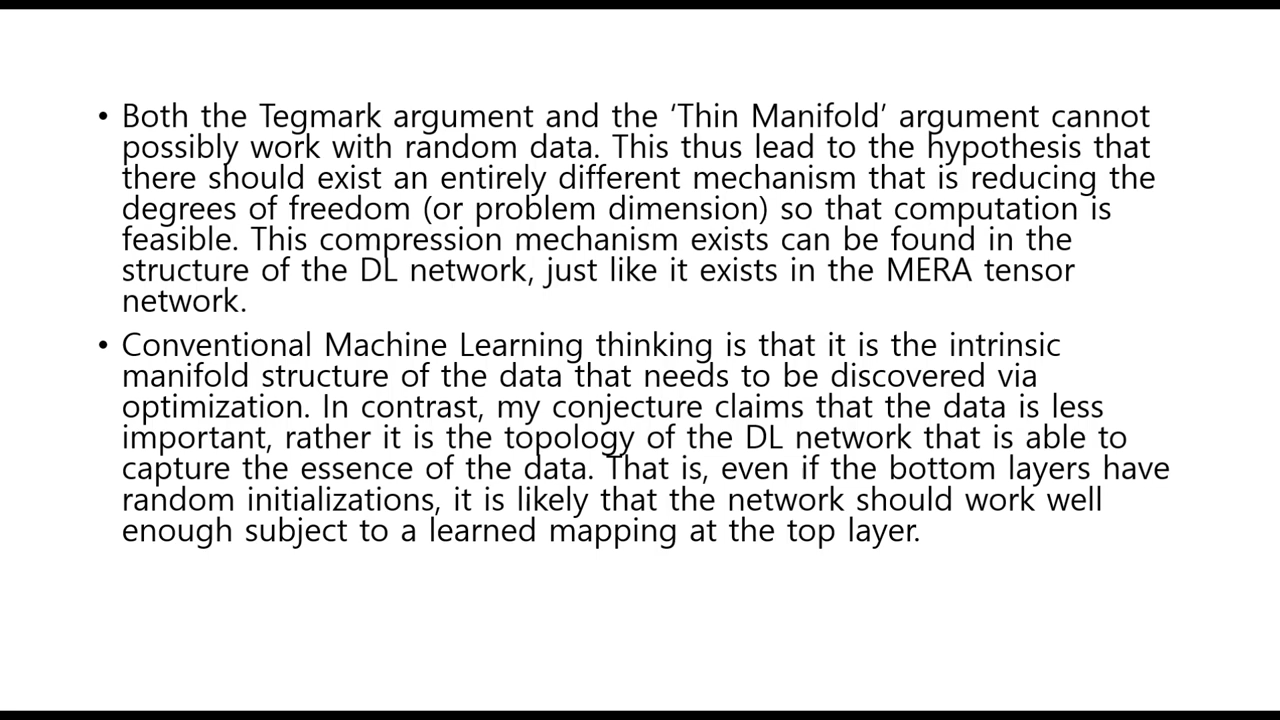 • Both the Tegmark argument and the ‘Thin Manifold’ argument cannot
possibly work with random data. This thus lead to the hypothesis that
there should exist an entirely different mechanism that is reducing the
degrees of freedom (or problem dimension) so that computation is
feasible. This compression mechanism exists can be found in the
structure of the DL network, just like it exists in the MERA tensor
network.
• Conventional Machine Learning thinking is that it is the intrinsic
manifold structure of the data that needs to be discovered via
optimization. In contrast, my conjecture claims that the data is less
important, rather it is the topology of the DL network that is able to
capture the essence of the data. That is, even if the bottom layers have
random initializations, it is likely that the network should work well
enough subject to a learned mapping at the top layer.